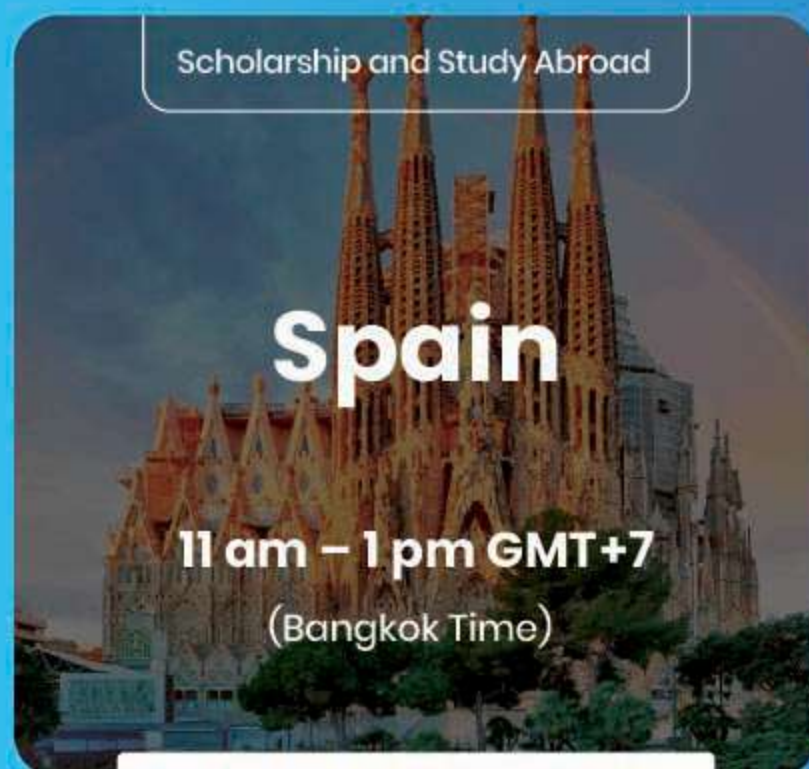 Scholarship and Study Abroad
Spain
11 am – 1 pm GMT+7
(Bangkok Time)